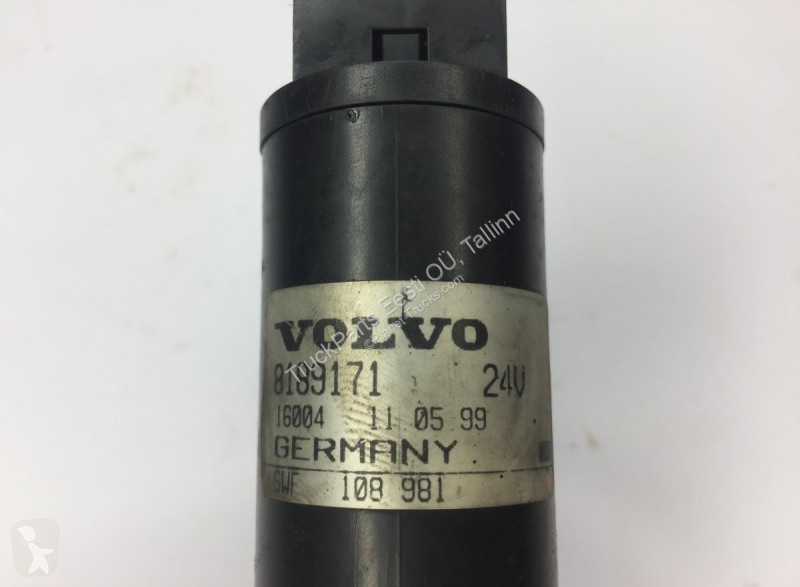 VOLVO
8189171 24V
16004 11 05 99
GERMANY
SWF 108 981
TruckParts Eesti OÜ, Tallinn